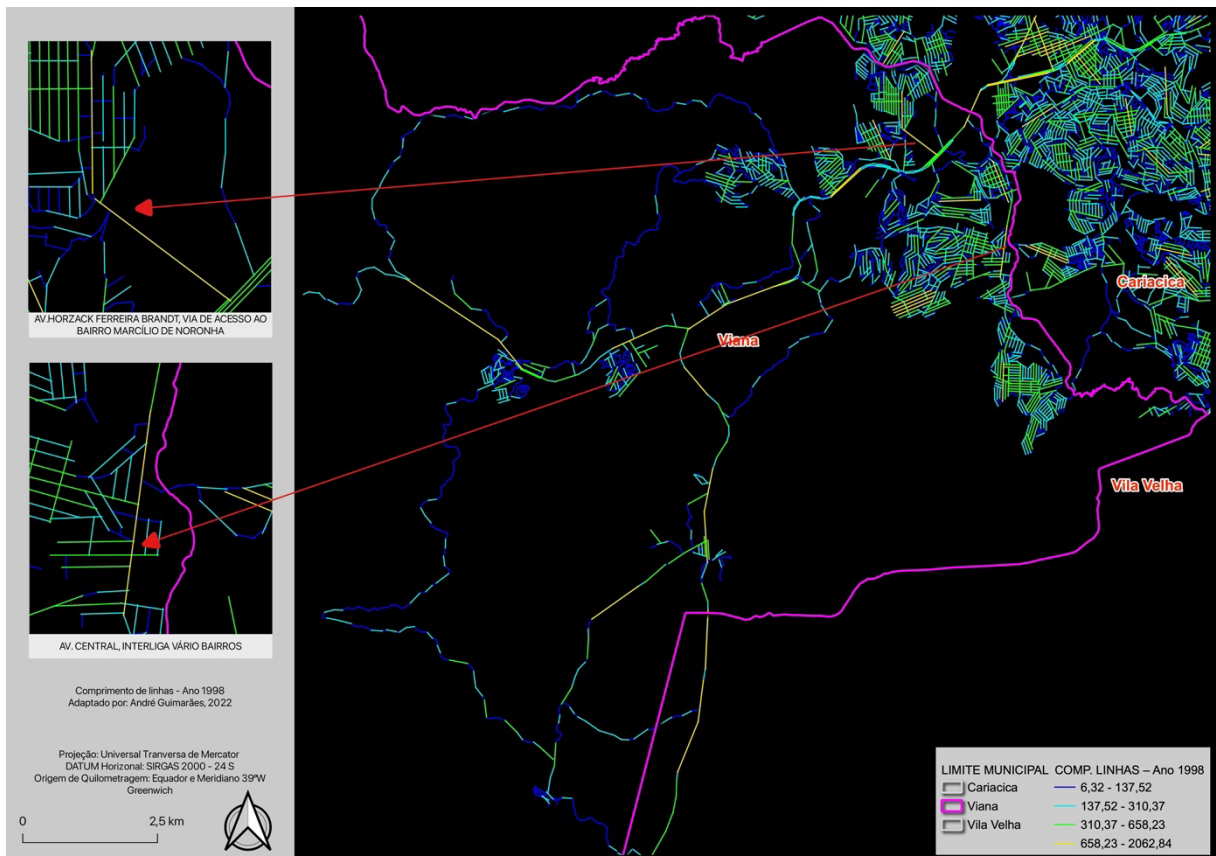 AV.HORZACK FERREIRA BRANDT, VIA DE ACESSO AO
BAIRRO MARCÍLIO DE NORONHA
AV. CENTRAL, INTERLIGA VÁRIO BAIRROS
Comprimento de linhas - Ano 1998
Adaptado por: André Guimarães, 2022
Projeção: Universal Tranversa de Mercator
DATUM Horizonal: SIRGAS 2000 - 24 S
Origem de Quilometragem: Equador e Meridiano 39ºW
Greenwich
0 2,5 km
Cariacica
Viana
Vila Velha
LIMITE MUNICIPAL COMP. LINHAS – Ano 1998
Cariacica 6,32 - 137,52
Viana 137,52 - 310,37
Vila Velha 310,37 - 658,23
658,23 - 2062,84